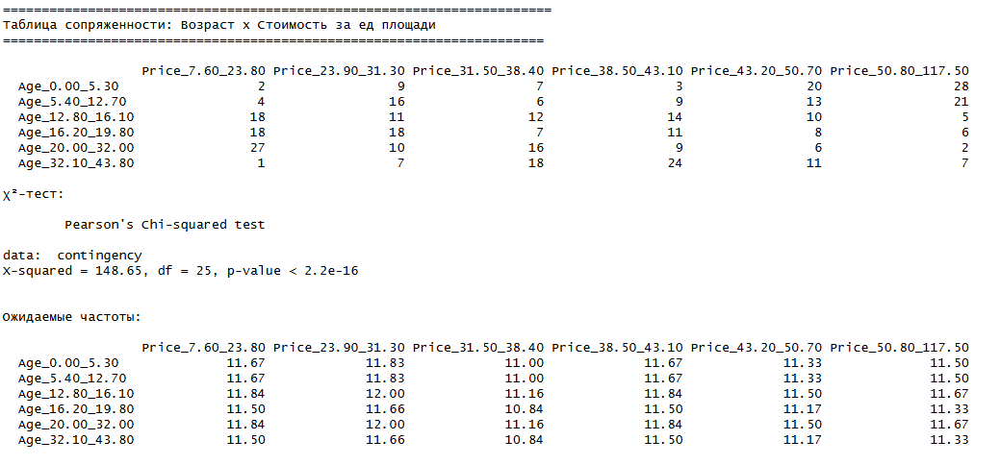 ======================================================================
Таблица сопряженности: Возраст x Стоимость за ед площади
=====================================================================
Price_7.60_23.80 Price_23.90_31.30 Price_31.50_38.40 Price_38.50_43.10 Price_43.20_50.70 Price_50.80_117.50
Age_0.00_5.30 2 9 7 3 20 28
Age_5.40_12.70 4 16 6 9 13 21
Age_12.80_16.10 18 11 12 14 10 5
Age_16.20_19.80 18 18 7 11 8 6
Age_20.00_32.00 27 10 16 9 6 2
Age_32.10_43.80 1 7 18 24 11 7
χ²-тест:
Pearson's Chi-squared test
data: contingency
X-squared = 148.65, df = 25, p-value < 2.2e-16
Ожидаемые частоты:
Price_7.60_23.80 Price_23.90_31.30 Price_31.50_38.40 Price_38.50_43.10 Price_43.20_50.70 Price_50.80_117.50
Age_0.00_5.30 11.67 11.83 11.00 11.67 11.33 11.50
Age_5.40_12.70 11.67 11.83 11.00 11.67 11.33 11.50
Age_12.80_16.10 11.84 12.00 11.16 11.84 11.50 11.67
Age_16.20_19.80 11.50 11.66 10.84 11.50 11.17 11.33
Age_20.00_32.00 11.84 12.00 11.16 11.84 11.50 11.67
Age_32.10_43.80 11.50 11.66 10.84 11.50 11.17 11.33